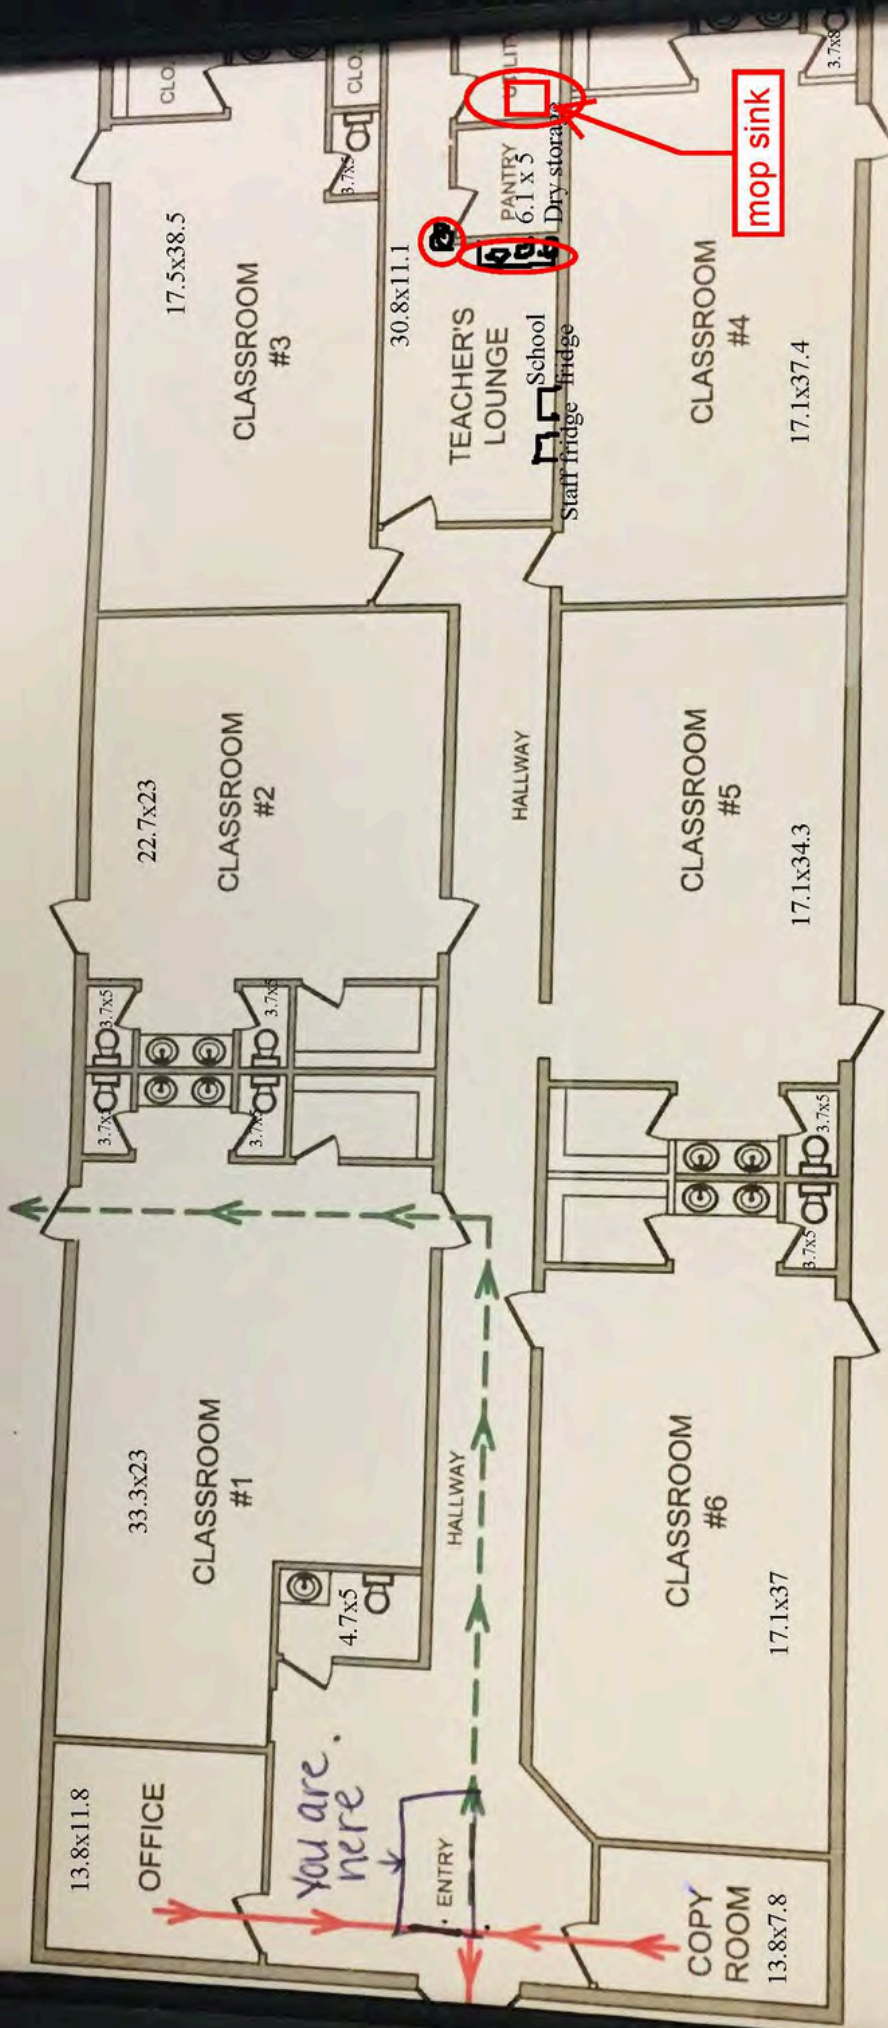 CLO.
CLO.
3.7x8
3.7x5
17.5x38.5
CLASSROOM
#3
30.8x11.1
PANTRY
6.1 x 5
Dry storage
mop sink
TEACHER'S
LOUNGE
School
fridge
Staff fridge
CLASSROOM
#4
17.1x37.4
22.7x23
CLASSROOM
#2
HALLWAY
CLASSROOM
#5
17.1x34.3
3.7x5
3.7x5
3.7x5
3.7x5
3.7x5
3.7x5
33.3x23
CLASSROOM
#1
HALLWAY
4.7x5
CLASSROOM
#6
17.1x37
13.8x11.8
OFFICE
You are
here
ENTRY
COPY
ROOM
13.8x7.8